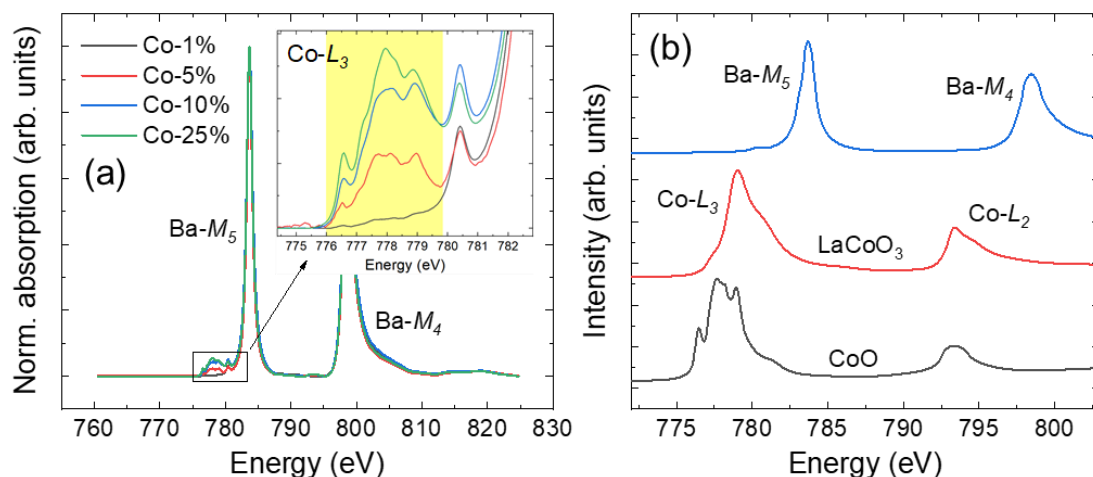 Co-1%
Co-5%
Co-10%
Co-25%
(a)
Co-L3
775 776 777 778 779 780 781 782
Energy (eV)
Ba-M5
Ba-M4
760 770 780 790 800 810 820 830
Energy (eV)
Norm. absorption (arb. units)
(b)
Ba-M5
Ba-M4
Co-L3
Co-L2
LaCoO3
CoO
775 780 785 790 795 800
Energy (eV)
Intensity (arb. units)